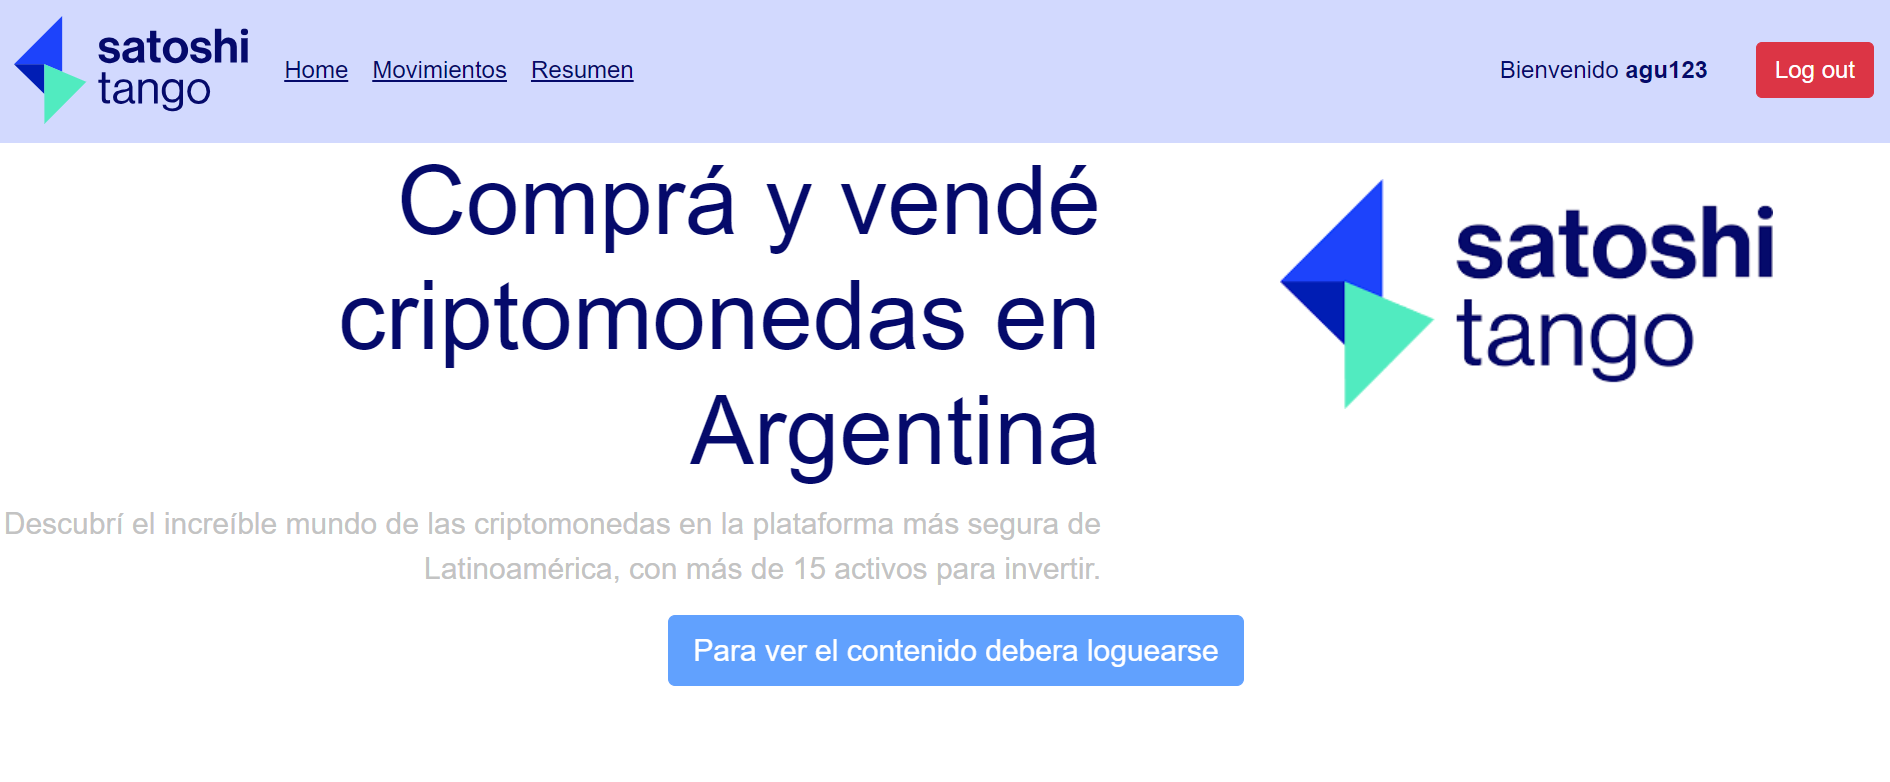 satoshi
tango
Home Movimientos Resumen
Bienvenido agu123
Log out
Comprá y vendé
criptomonedas en
Argentina
satoshi
tango
Descubrí el increíble mundo de las criptomonedas en la plataforma más segura de
Latinoamérica, con más de 15 activos para invertir.
Para ver el contenido debera loguearse